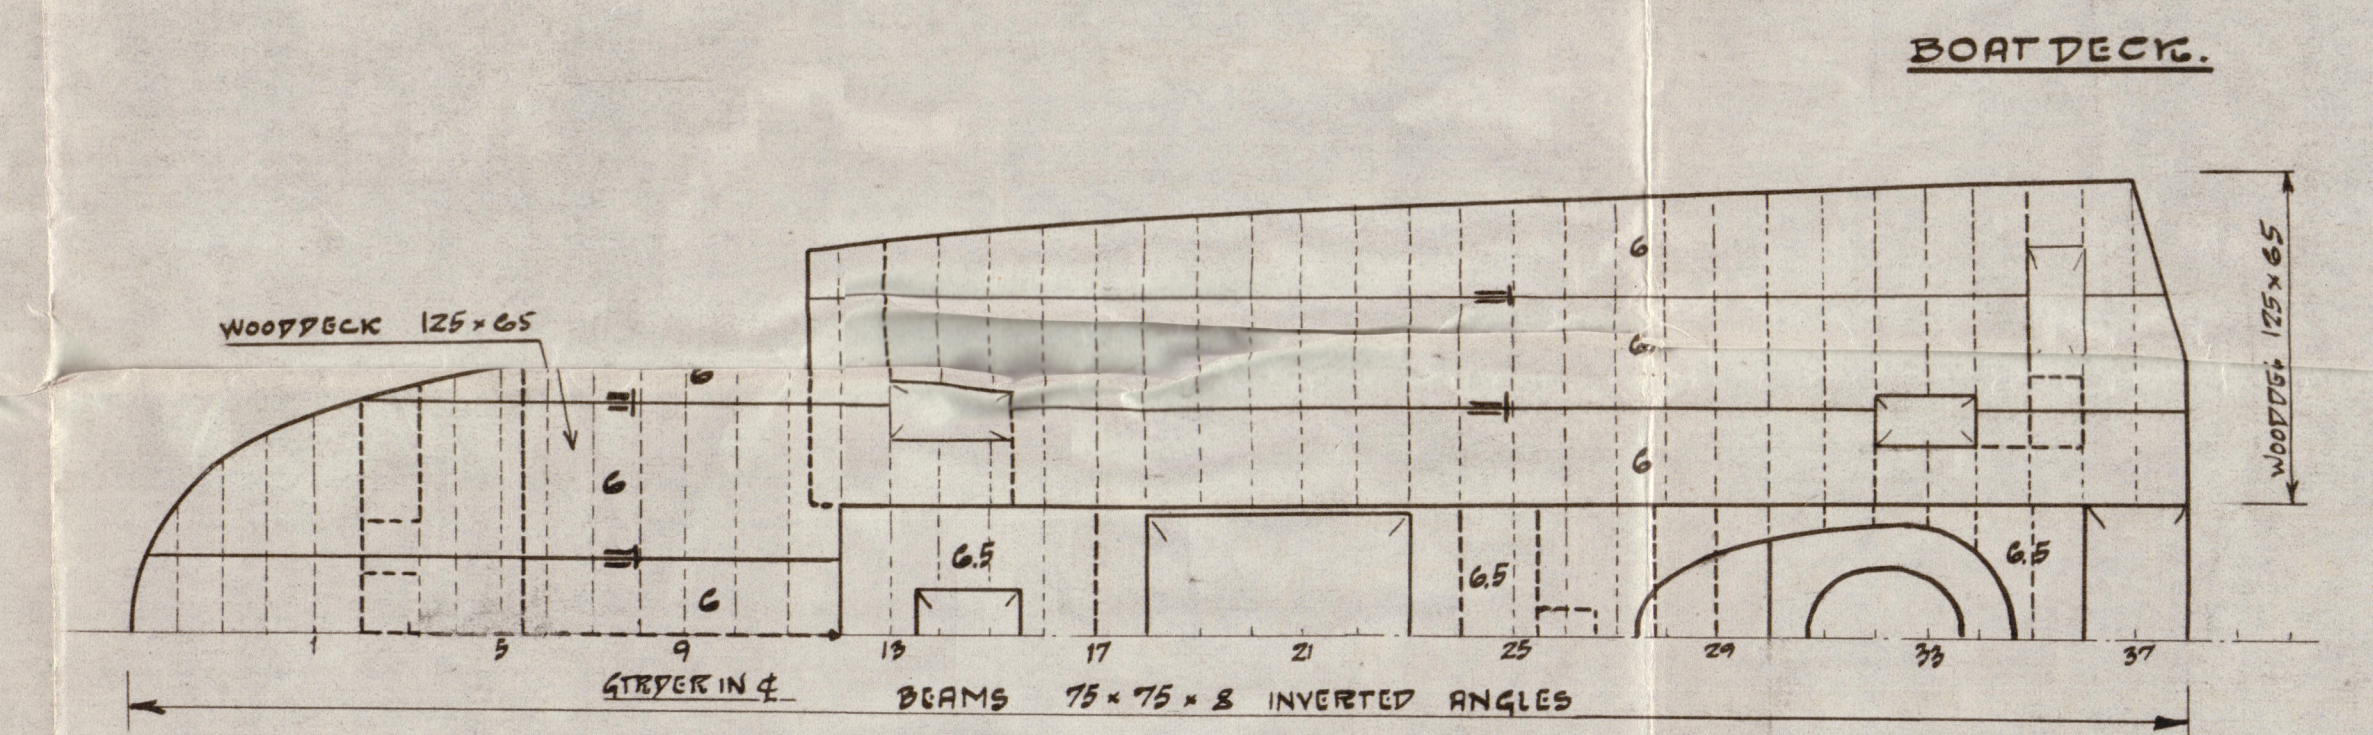 BOAT DECK.
6
WOODDECK 125 × 65
WOODDE 125 × 65
6
6
6
6
6
6.5
6.5
6.5
1 5 9 13 17 21 25 29 33 37
GIRDER IN ℄
BEAMS 75 × 75 × 8 INVERTED ANGLES